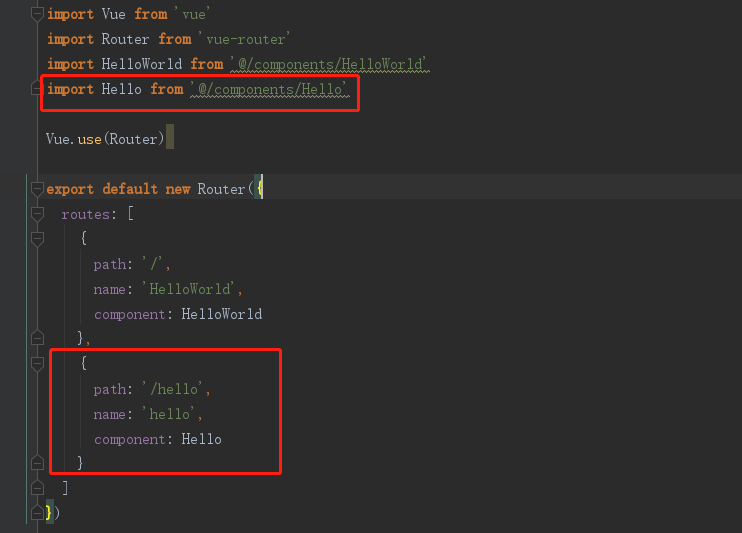 import Vue from 'vue'
import Router from 'vue-router'
import HelloWorld from '@/components/HelloWorld'
import Hello from '@/components/Hello'
Vue.use(Router)
export default new Router({
routes: [
{
path: '/',
name: 'HelloWorld',
component: HelloWorld
},
{
path: '/hello',
name: 'hello',
component: Hello
}
]
})